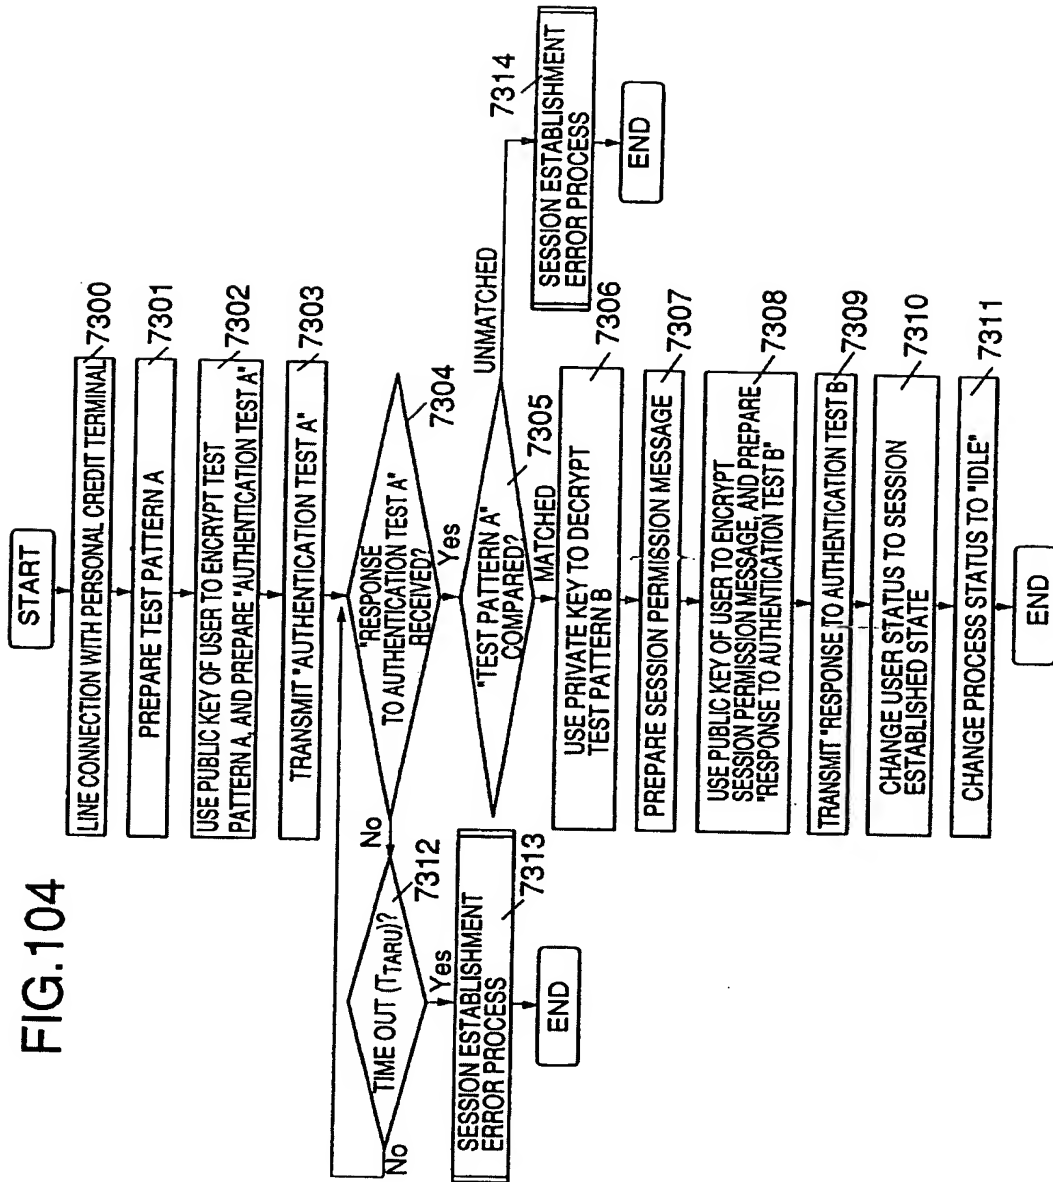 FIG.104
START
LINE CONNECTION WITH PERSONAL CREDIT TERMINAL
7300
PREPARE TEST PATTERN A
7301
USE PUBLIC KEY OF USER TO ENCRYPT TEST
PATTERN A, AND PREPARE "AUTHENTICATION TEST A"
7302
TRANSMIT "AUTHENTICATION TEST A"
7303
"RESPONSE
TO AUTHENTICATION TEST A"
RECEIVED?
7304
No
Yes
TIME OUT (TTARU)?
7312
No
Yes
SESSION ESTABLISHMENT
ERROR PROCESS
7313
END
"TEST PATTERN A"
COMPARED?
7305
UNMATCHED
MATCHED
SESSION ESTABLISHMENT
ERROR PROCESS
7314
END
USE PRIVATE KEY TO DECRYPT
TEST PATTERN B
7306
PREPARE SESSION PERMISSION MESSAGE
7307
USE PUBLIC KEY OF USER TO ENCRYPT
SESSION PERMISSION MESSAGE, AND PREPARE
"RESPONSE TO AUTHENTICATION TEST B"
7308
TRANSMIT "RESPONSE TO AUTHENTICATION TEST B"
7309
CHANGE USER STATUS TO SESSION
ESTABLISHED STATE
7310
CHANGE PROCESS STATUS TO "IDLE"
7311
END